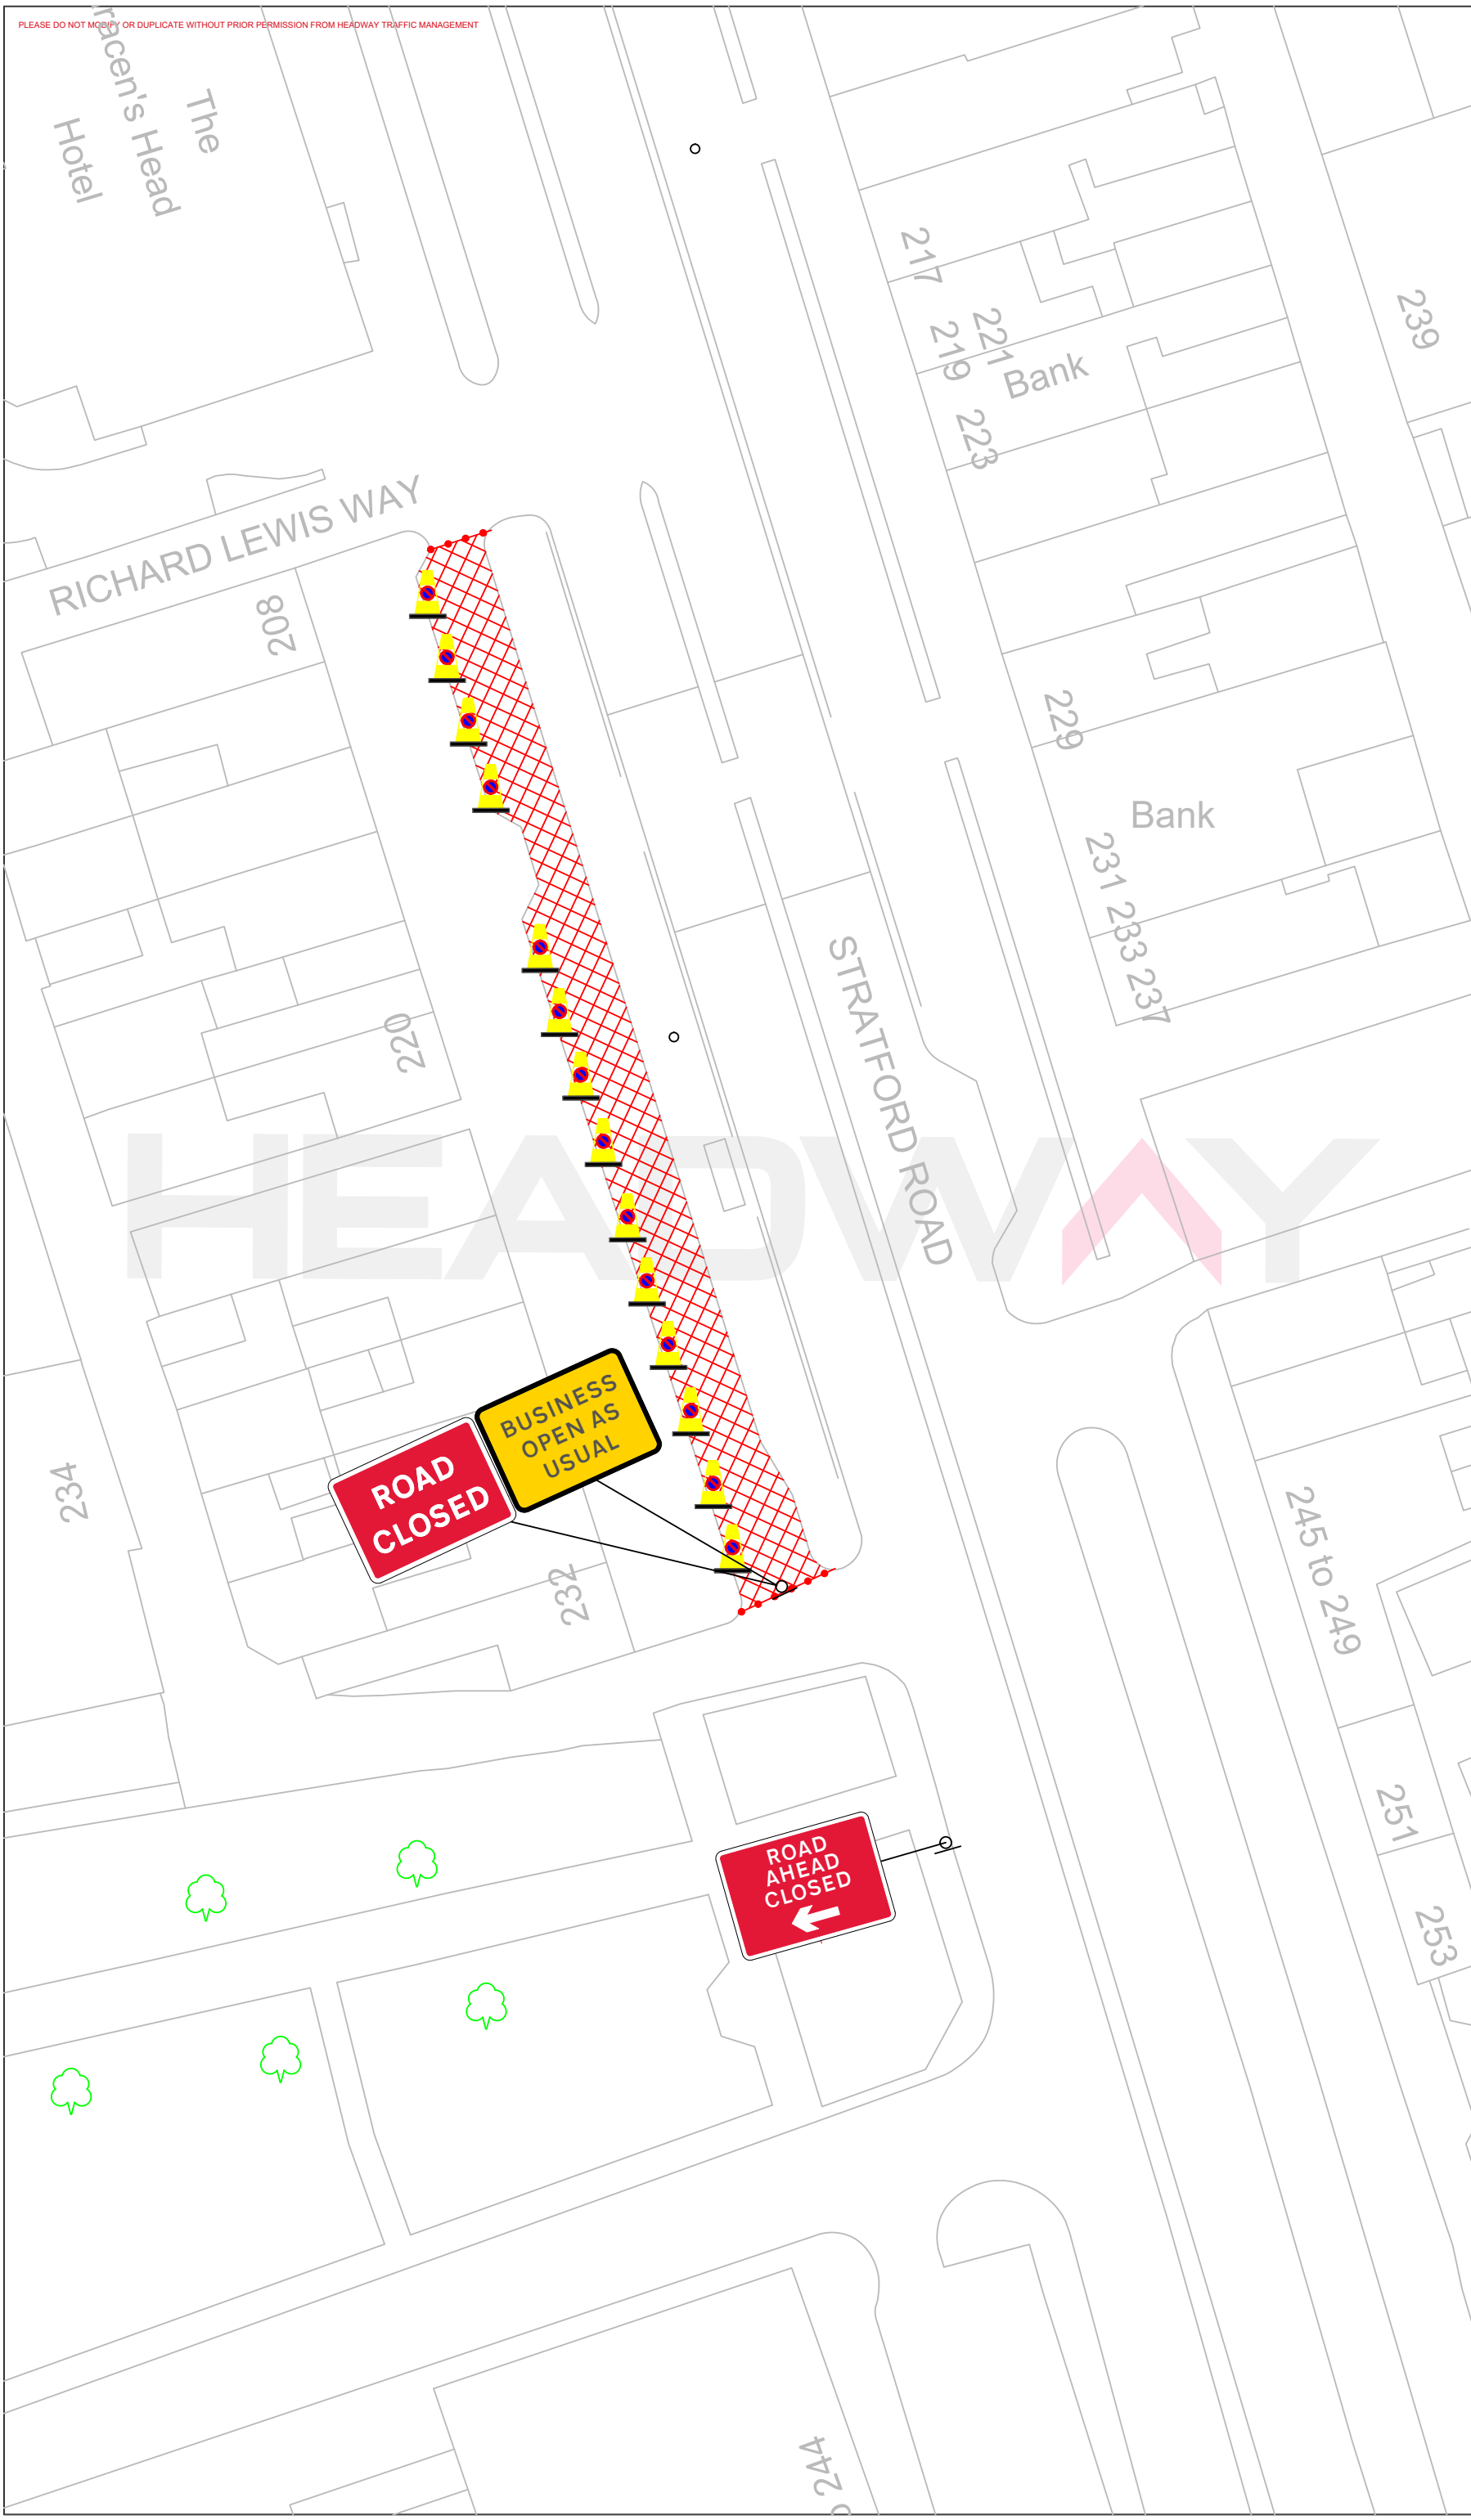 PLEASE DO NOT MODIFY OR DUPLICATE WITHOUT PRIOR PERMISSION FROM HEADWAY TRAFFIC MANAGEMENT
The
racen's Head
Hotel
217
219
221
Bank
223
239
RICHARD LEWIS WAY
208
229
Bank
231
233
237
220
STRATFORD ROAD
HEADWAY
BUSINESS
OPEN AS
USUAL
ROAD
CLOSED
234
232
245 to 249
251
253
ROAD
AHEAD
CLOSED
244